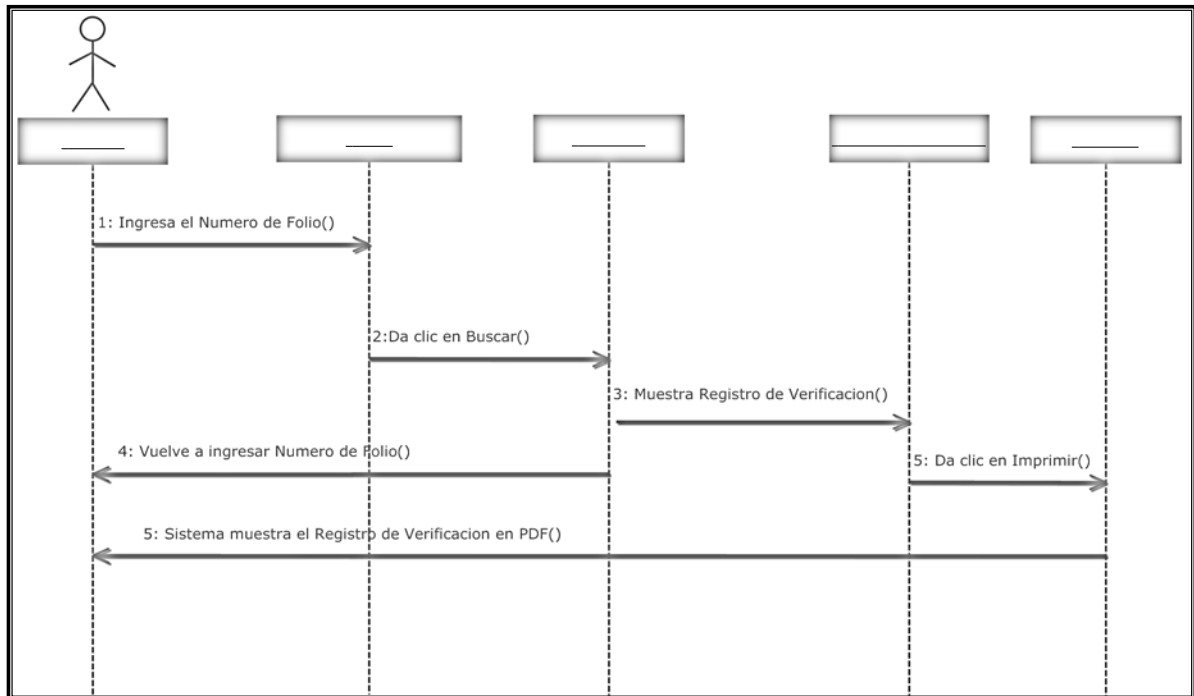 1: Ingresa el Numero de Folio()
2:Da clic en Buscar()
3: Muestra Registro de Verificacion()
4: Vuelve a ingresar Numero de Folio()
5: Da clic en Imprimir()
5: Sistema muestra el Registro de Verificacion en PDF()